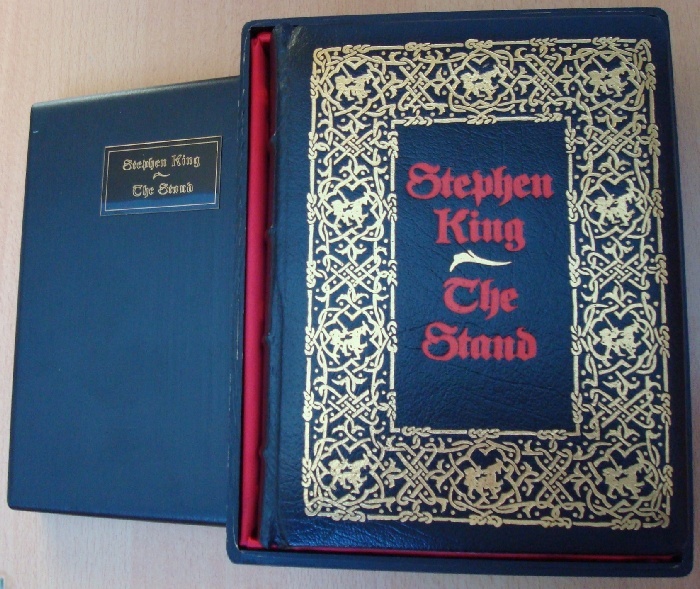 Stephen King
The Stand
Stephen
King
The
Stand